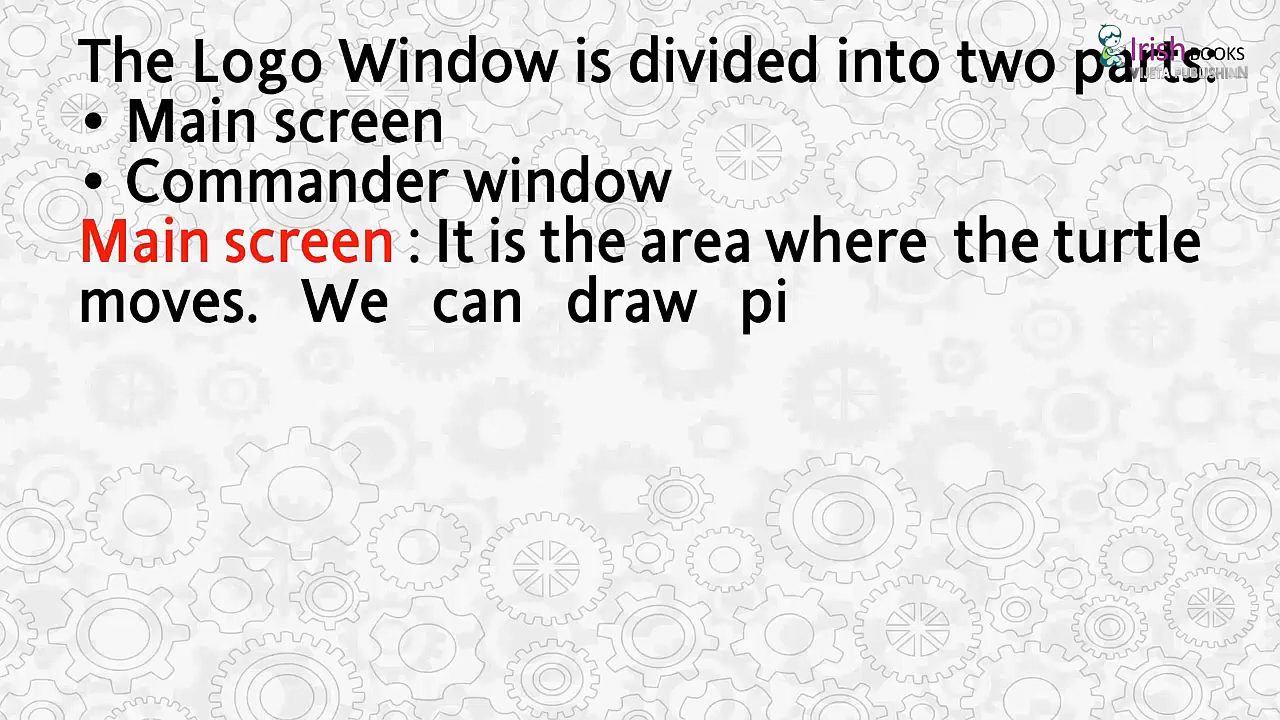 The Logo Window is divided into two parts:
• Main screen
• Commander window
Main screen : It is the area where the turtle
moves. We can draw pi
Irish BOOKS